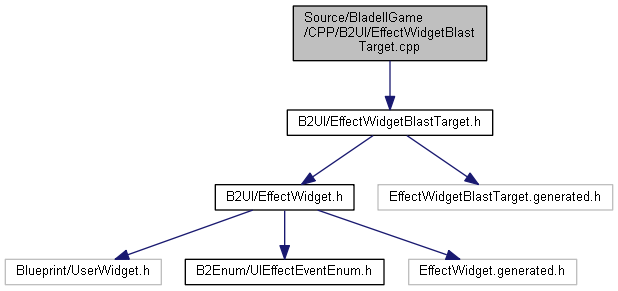 Source/BladeIIGame
/CPP/B2UI/EffectWidgetBlast
Target.cpp
B2UI/EffectWidgetBlastTarget.h
B2UI/EffectWidget.h
EffectWidgetBlastTarget.generated.h
Blueprint/UserWidget.h
B2Enum/UIEffectEventEnum.h
EffectWidget.generated.h